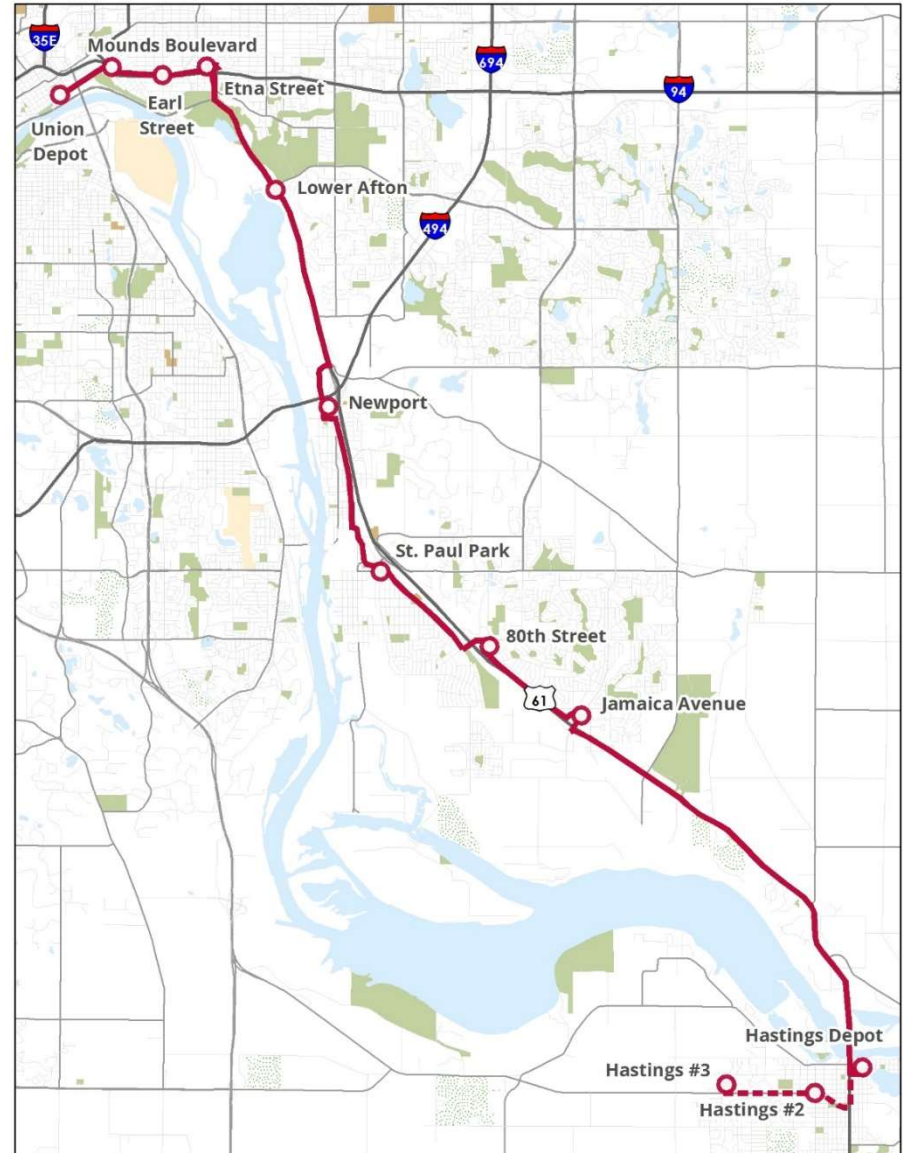 35E
Mounds Boulevard
694
Etna Street
94
Earl
Street
Union
Depot
Lower Afton
494
Newport
St. Paul Park
80th Street
61
Jamaica Avenue
Hastings Depot
Hastings #3
Hastings #2